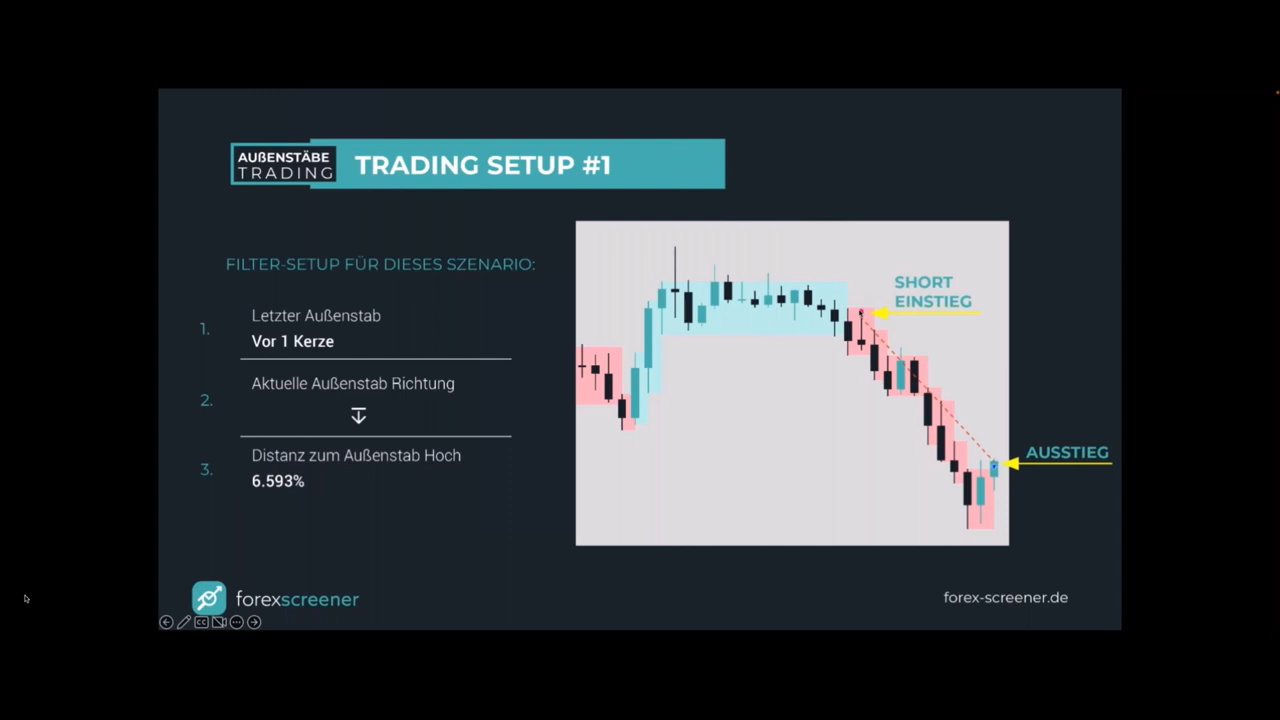 AUßENSTÄBE
TRADING
TRADING SETUP #1
FILTER-SETUP FÜR DIESES SZENARIO:
1.
Letzter Außenstab
Vor 1 Kerze
2.
Aktuelle Außenstab Richtung
3.
Distanz zum Außenstab Hoch
6.593%
SHORT
EINSTIEG
AUSSTIEG
forexscreener
forex-screener.de
CC